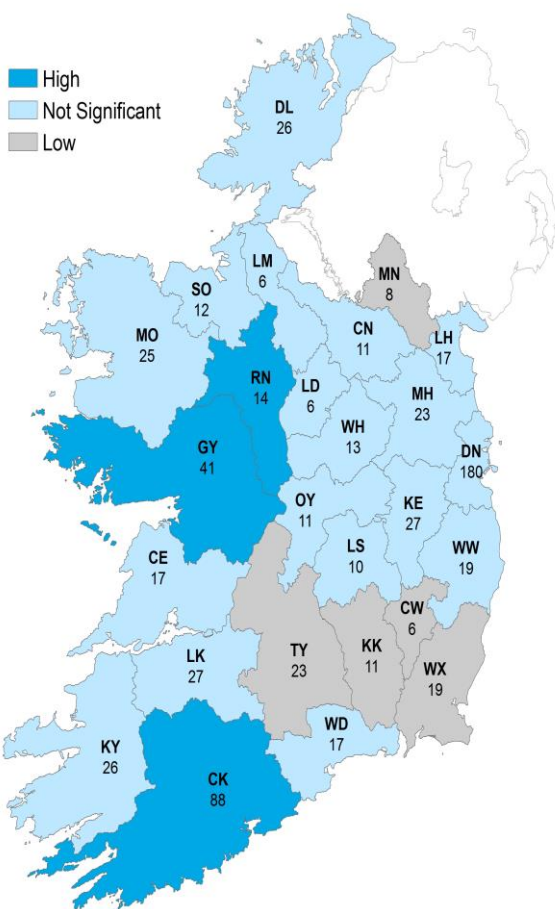 High
Not Significant
Low
DL
26
LM
6
MN
8
SO
12
MO
25
CN
11
LH
17
RN
14
LD
6
MH
23
WH
13
GY
41
DN
180
OY
11
KE
27
LS
10
WW
19
CE
17
CW
6
TY
23
KK
11
WX
19
LK
27
WD
17
KY
26
CK
88